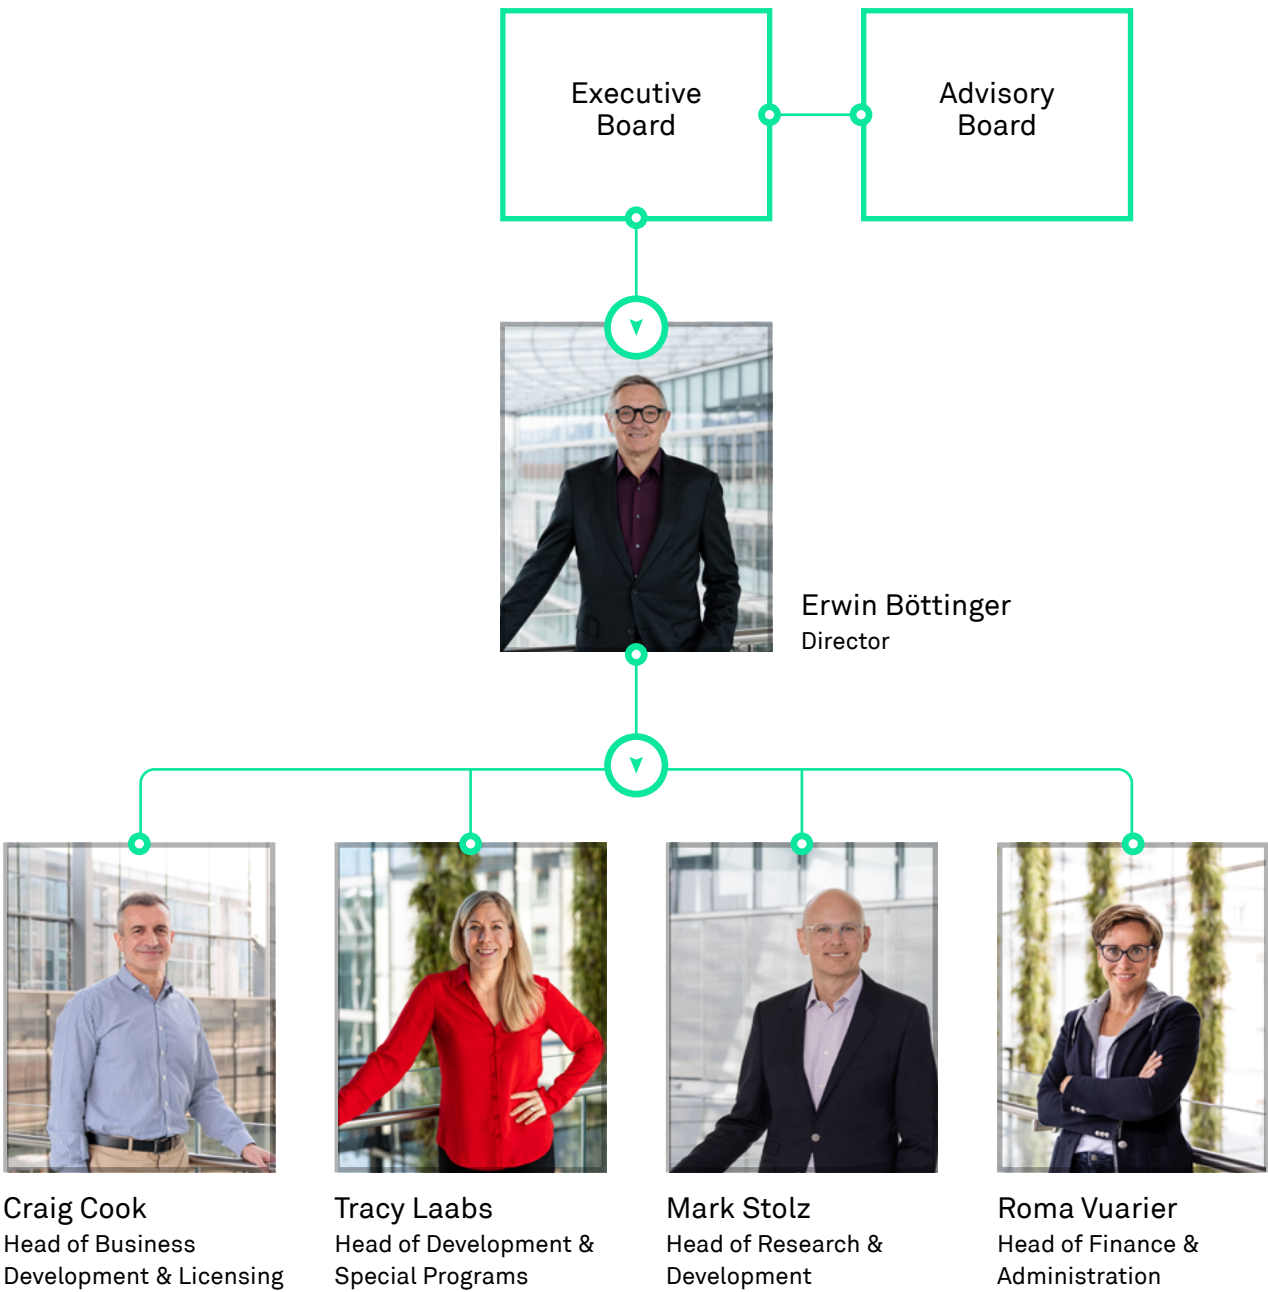 Executive
Board
Advisory
Board
Erwin Böttinger
Director
Craig Cook
Head of Business
Development & Licensing
Tracy Laabs
Head of Development &
Special Programs
Mark Stolz
Head of Research &
Development
Roma Vuarier
Head of Finance &
Administration